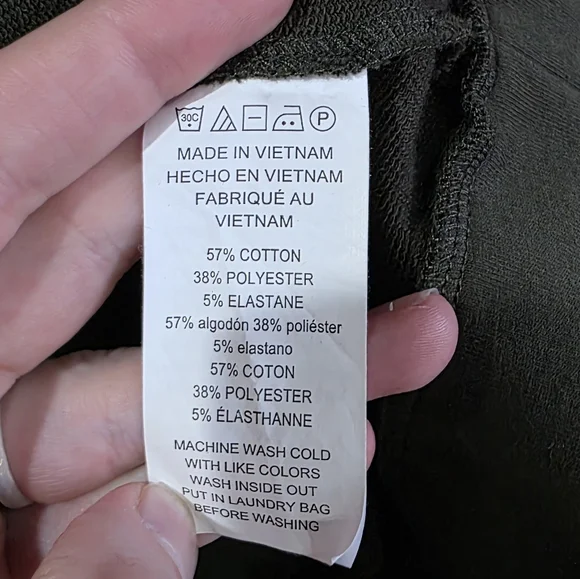 30C P
MADE IN VIETNAM
HECHO EN VIETNAM
FABRIQUÉ AU
VIETNAM
57% COTTON
38% POLYESTER
5% ELASTANE
57% algodón 38% poliéster
5% elastano
57% COTON
38% POLYESTER
5% ÉLASTHANNE
MACHINE WASH COLD
WITH LIKE COLORS
WASH INSIDE OUT
PUT IN LAUNDRY BAG
BEFORE WASHING